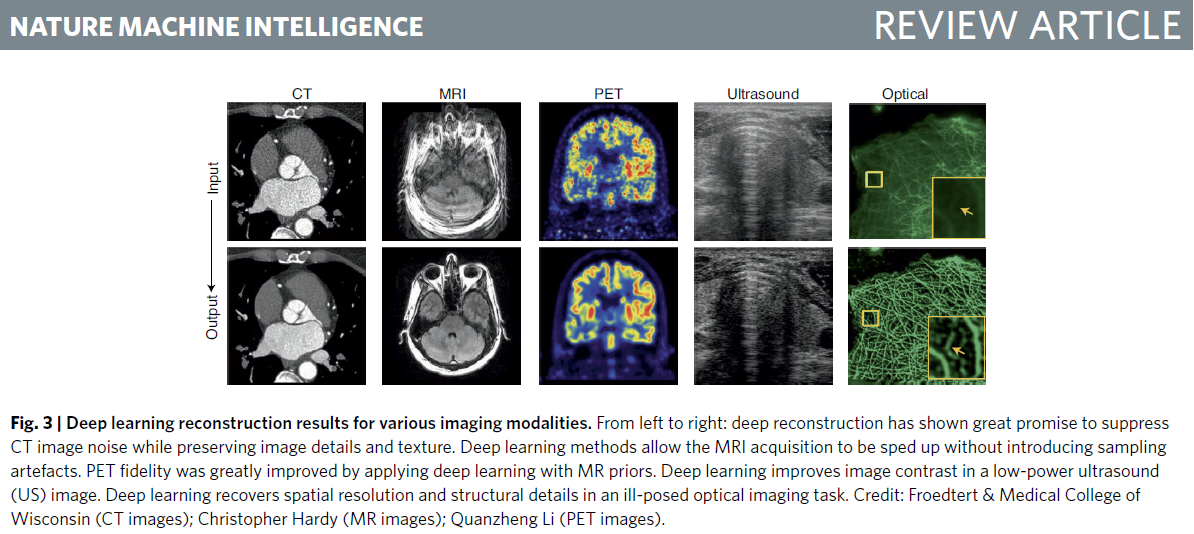 NATURE MACHINE INTELLIGENCE
REVIEW ARTICLE
CT
MRI
PET
Ultrasound
Optical
Input
Output
Fig. 3 | Deep learning reconstruction results for various imaging modalities. From left to right: deep reconstruction has shown great promise to suppress
CT image noise while preserving image details and texture. Deep learning methods allow the MRI acquisition to be sped up without introducing sampling
artefacts. PET fidelity was greatly improved by applying deep learning with MR priors. Deep learning improves image contrast in a low-power ultrasound
(US) image. Deep learning recovers spatial resolution and structural details in an ill-posed optical imaging task. Credit: Froedtert & Medical College of
Wisconsin (CT images); Christopher Hardy (MR images); Quanzheng Li (PET images).